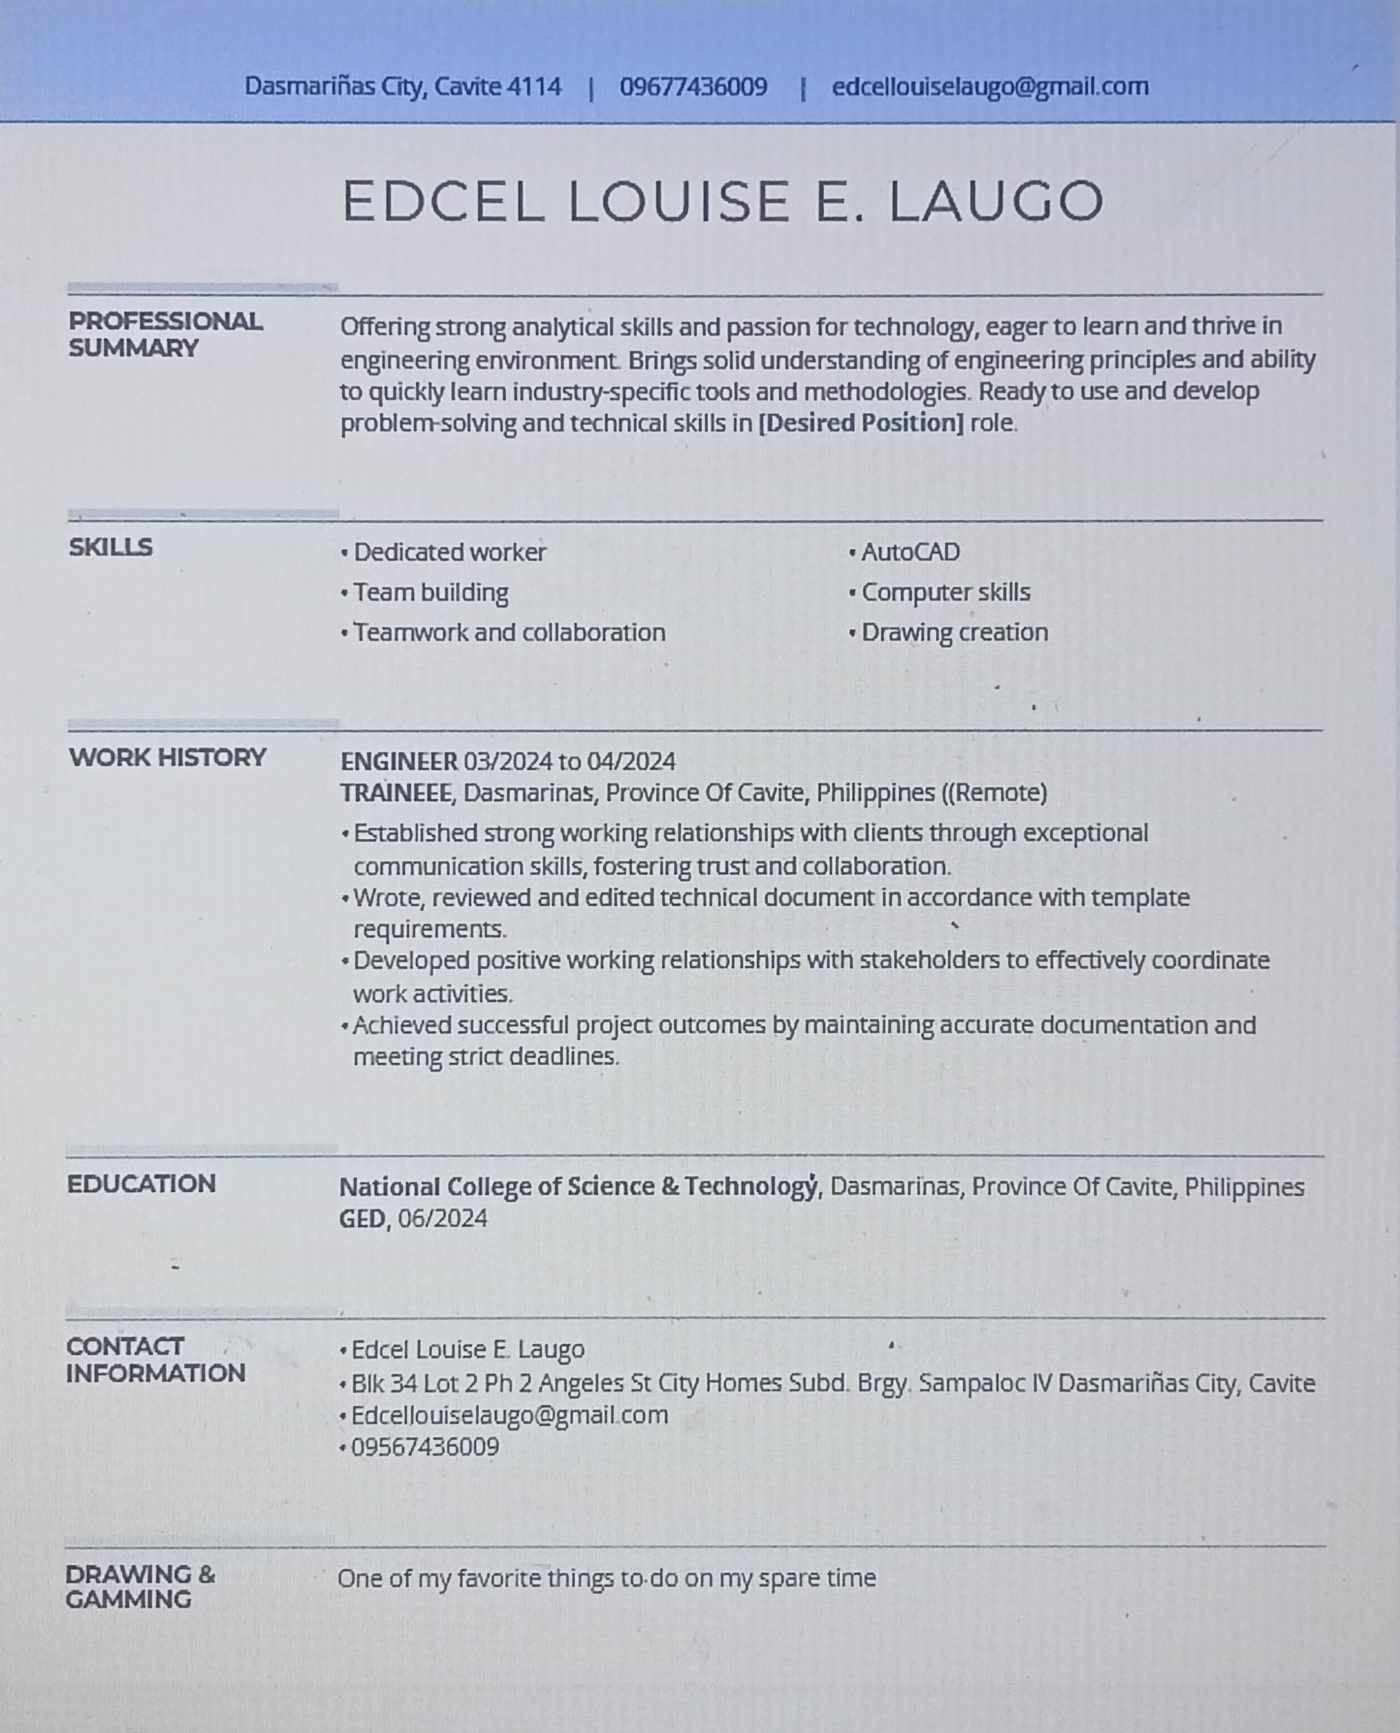 Dasmariñas City, Cavite 4114 | 09677436009 | edcellouiselaugo@gmail.com
EDCEL LOUISE E. LAUGO
PROFESSIONAL SUMMARY
Offering strong analytical skills and passion for technology, eager to learn and thrive in
engineering environment. Brings solid understanding of engineering principles and ability
to quickly learn industry-specific tools and methodologies. Ready to use and develop
problem-solving and technical skills in [Desired Position] role.
SKILLS
• Dedicated worker
• Team building
• Teamwork and collaboration
• AutoCAD
• Computer skills
• Drawing creation
WORK HISTORY
ENGINEER 03/2024 to 04/2024
TRAINEEE, Dasmarinas, Province Of Cavite, Philippines ((Remote)
• Established strong working relationships with clients through exceptional
communication skills, fostering trust and collaboration.
• Wrote, reviewed and edited technical document in accordance with template
requirements.
• Developed positive working relationships with stakeholders to effectively coordinate
work activities.
• Achieved successful project outcomes by maintaining accurate documentation and
meeting strict deadlines.
EDUCATION
National College of Science & Technology, Dasmarinas, Province Of Cavite, Philippines
GED, 06/2024
CONTACT
INFORMATION
• Edcel Louise E. Laugo
• Blk 34 Lot 2 Ph 2 Angeles St City Homes Subd. Brgy. Sampaloc IV Dasmariñas City, Cavite
• Edcellouiselaugo@gmail.com
• 09567436009
DRAWING &
GAMMING
One of my favorite things to do on my spare time